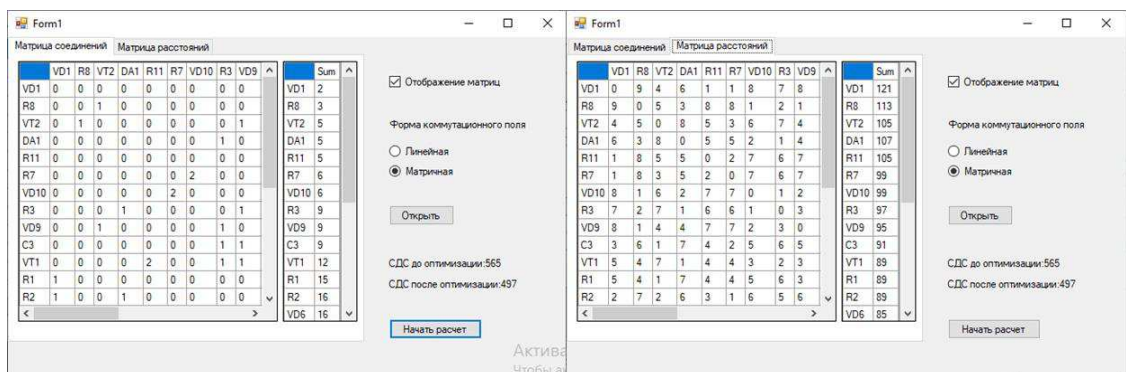 Form1
Матрица соединений Матрица расстояний
VD1 R8 VT2 DA1 R11 R7 VD10 R3 VD9
VD1 0 0 0 0 0 0 0 0 0
R8 0 0 1 0 0 0 0 0 0
VT2 0 1 0 0 0 0 0 0 1
DA1 0 0 0 0 0 0 0 1 0
R11 0 0 0 0 0 0 0 0 0
R7 0 0 0 0 0 0 2 0 0
VD10 0 0 0 0 0 2 0 0 0
R3 0 0 0 1 0 0 0 0 1
VD9 0 0 1 0 0 0 0 1 0
C3 0 0 0 0 0 0 0 1 1
VT1 0 0 0 0 2 0 0 1 1
R1 1 0 0 0 0 0 0 0 0
R2 1 0 0 1 0 0 0 0 0
Sum
VD1 2
R8 3
VT2 5
DA1 5
R11 5
R7 6
VD10 6
R3 9
VD9 9
C3 9
VT1 12
R1 15
R2 16
VD6 16
Отображение матриц
Форма коммутационного поля
Линейная
Матричная
Открыть
СДС до оптимизации:565
СДС после оптимизации:497
Начать расчет
Актива
Form1
Матрица соединений Матрица расстояний
VD1 R8 VT2 DA1 R11 R7 VD10 R3 VD9
VD1 0 9 4 6 1 1 8 7 8
R8 9 0 5 3 8 8 1 2 1
VT2 4 5 0 8 5 3 6 7 4
DA1 6 3 8 0 5 5 2 1 4
R11 1 8 5 5 0 2 7 6 7
R7 1 8 3 5 2 0 7 6 7
VD10 8 1 6 2 7 7 0 1 2
R3 7 2 7 1 6 6 1 0 3
VD9 8 1 4 4 7 7 2 3 0
C3 3 6 1 7 4 2 5 6 5
VT1 5 4 7 1 4 4 3 2 3
R1 5 4 1 7 4 4 5 6 3
R2 2 7 2 6 3 1 6 5 6
Sum
VD1 121
R8 113
VT2 105
DA1 107
R11 105
R7 99
VD10 99
R3 97
VD9 95
C3 91
VT1 89
R1 89
R2 89
VD6 85
Отображение матриц
Форма коммутационного поля
Линейная
Матричная
Открыть
СДС до оптимизации:565
СДС после оптимизации:497
Начать расчет